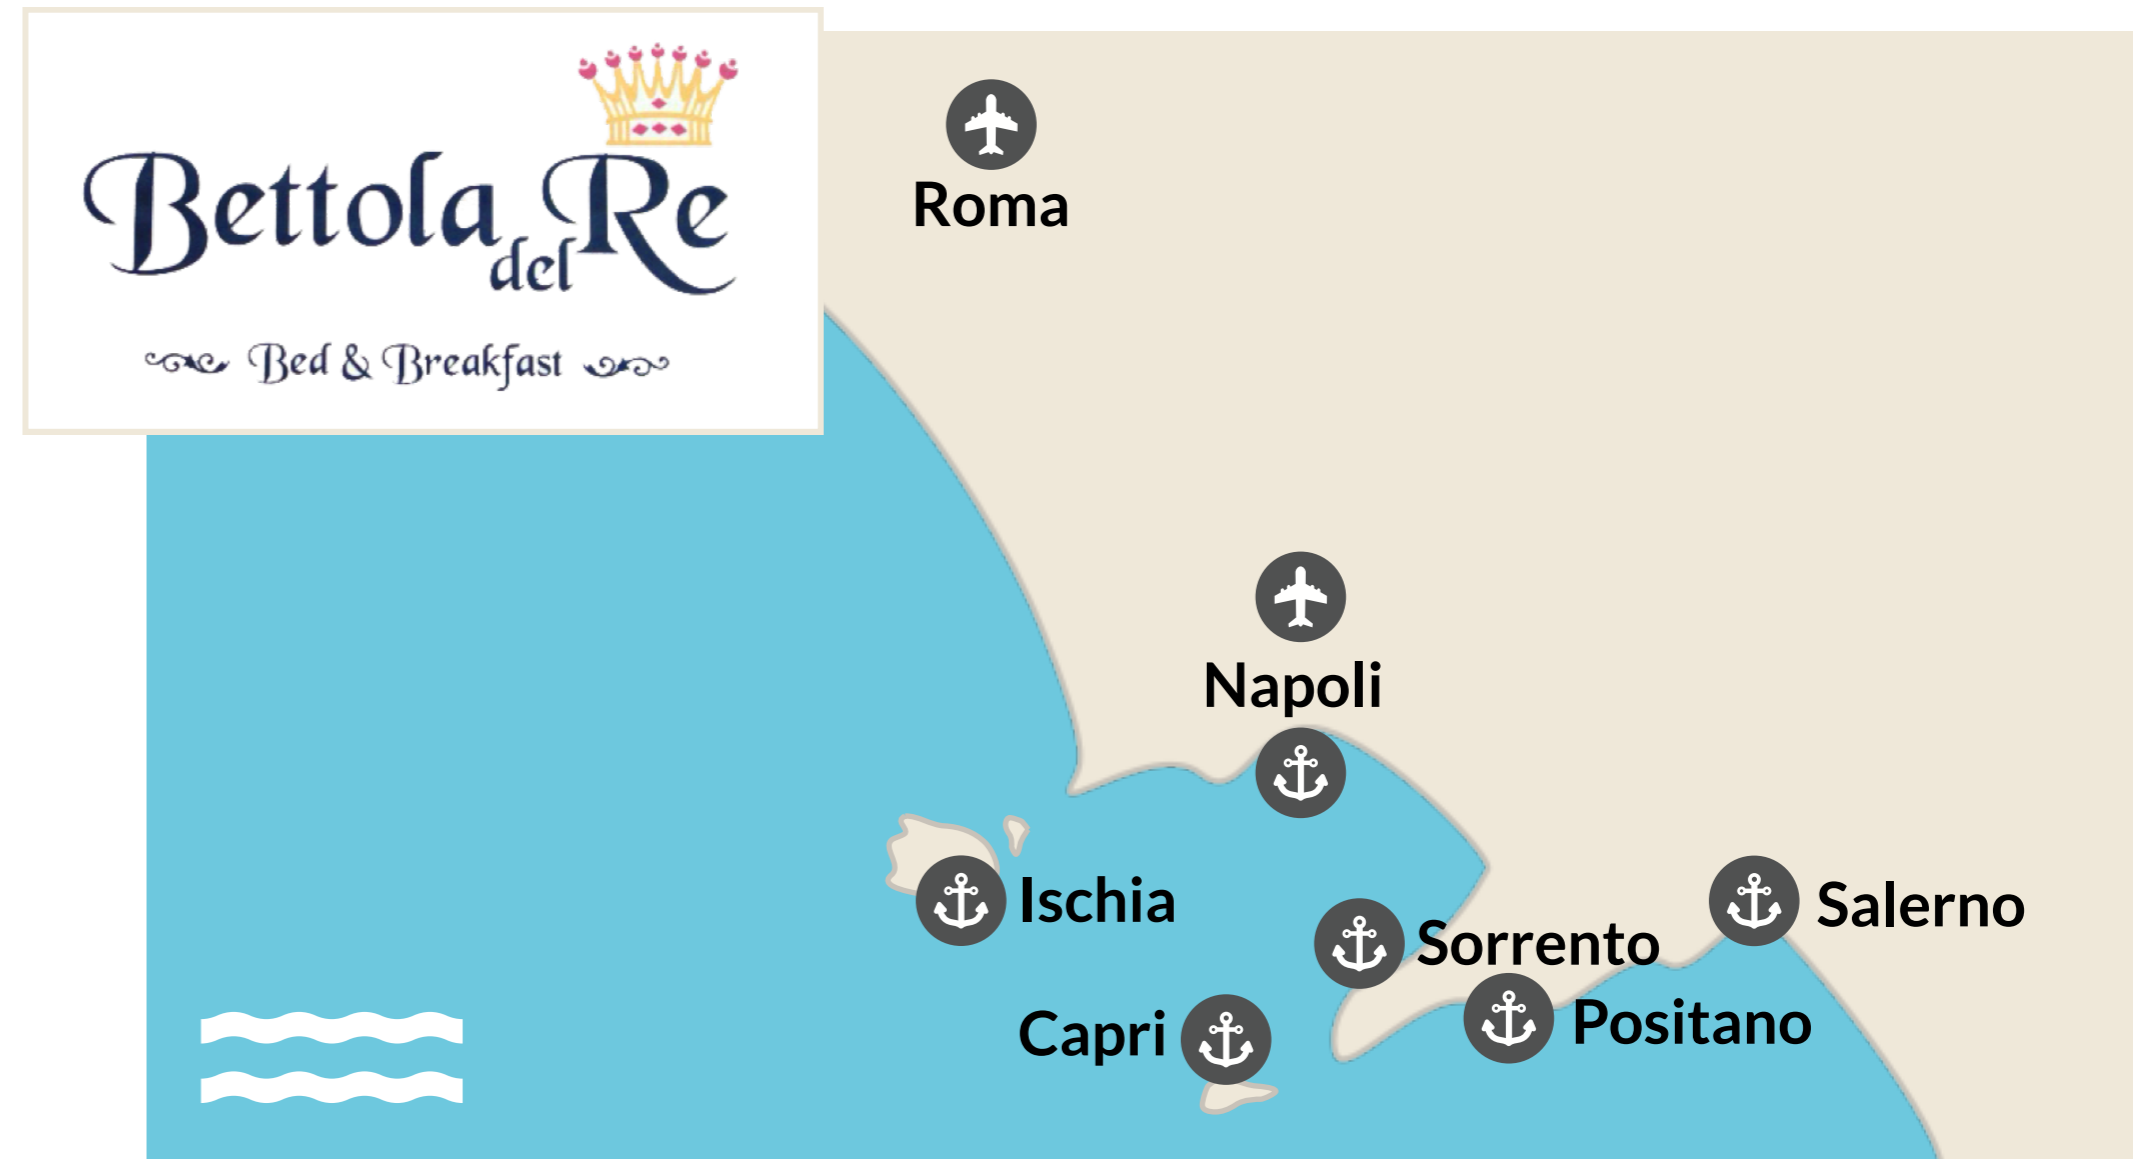 Bettola del Re
Bed & Breakfast
Roma
Napoli
Ischia
Salerno
Sorrento
Positano
Capri